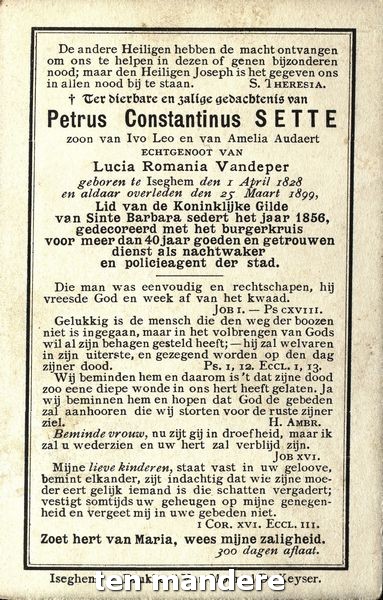 De andere Heiligen hebben de macht ontvangen
om ons te helpen in dezen of genen bijzonderen
nood; maar den Heiligen Joseph is het gegeven ons
in allen nood bij te staan. S. THERESIA.
† Ter dierbare en zalige gedachtenis van
Petrus Constantinus SETTE
zoon van Ivo Leo en van Amelia Audaert
ECHTGENOOT VAN
Lucia Romania Vandeper
geboren te Iseghem den 1 April 1828
en aldaar overleden den 25 Maart 1899,
Lid van de Koninklijke Gilde
van Sinte Barbara sedert het jaar 1856,
gedecoreerd met het burgerkruis
voor meer dan 40 jaar goeden en getrouwen
dienst als nachtwaker
en policieagent der stad.
Die man was eenvoudig en rechtschapen, hij
vreesde God en week af van het kwaad.
JOB I. — PS CXVIII.
Gelukkig is de mensch die den weg der boozen
niet is ingegaan, maar in het volbrengen van Gods
wil al zijn behagen gesteld heeft; — hij zal welvaren
in zijn uiterste, en gezegend worden op den dag
zijner dood. Ps. 1, 12. ECCL. 1, 13.
Wij beminden hem en daarom is 't dat zijne dood
zoo eene diepe wonde in ons hert heeft gelaten. Ja
wij beminnen hem en hopen dat God de gebeden
zal aanhooren die wij storten voor de ruste zijner
ziel. H. AMBR.
Beminde vrouw, nu zijt gij in droefheid, maar ik
zal u wederzien en uw hert zal verblijd zijn.
JOB XVI.
Mijne lieve kinderen, staat vast in uw geloove,
bemint elkander, zijt indachtig dat wie zijne moe-
der eert gelijk iemand is die schatten vergadert;
vestigt somtijds uw geheugen op mijne genegen-
heid en vergeet mij in uwe gebeden niet.
1 COR. XVI. ECCL. III.
Zoet hert van Maria, wees mijne zaligheid.
300 dagen aflaat.
Iseghem Keyser.
ten mandere